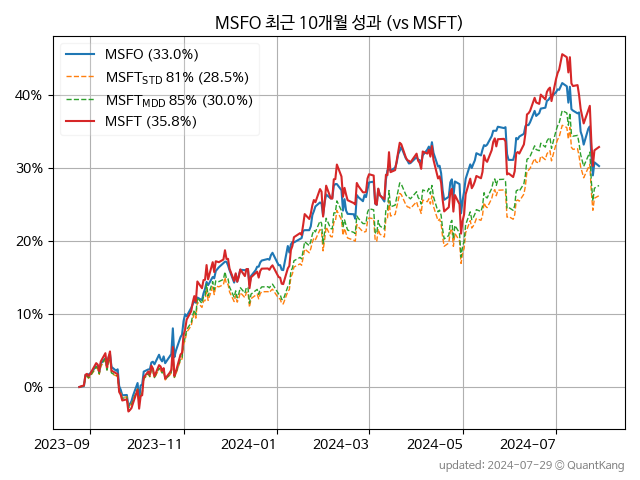 MSFO 최근 10개월 성과 (vs MSFT)
MSFO (33.0%)
MSFT_STD 81% (28.5%)
MSFT_MDD 85% (30.0%)
MSFT (35.8%)
40%
30%
20%
10%
0%
2023-09 2023-11 2024-01 2024-03 2024-05 2024-07
updated: 2024-07-29 © QuantKang